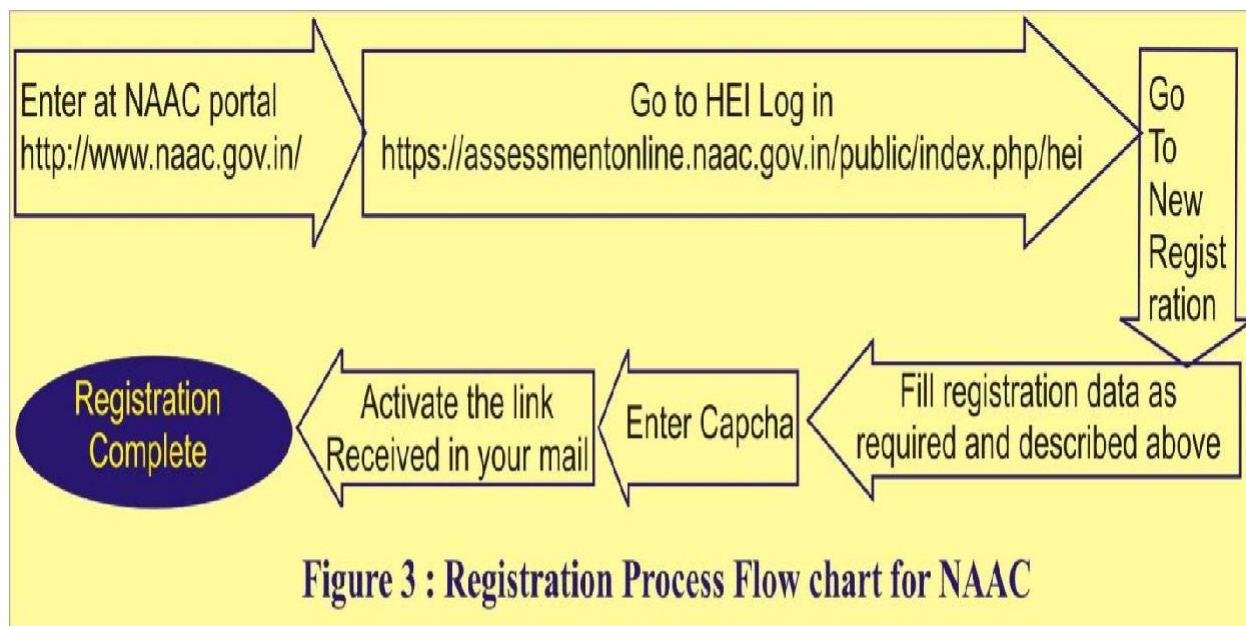 Enter at NAAC portal
http://www.naac.gov.in/
Go to HEI Log in
https://assessmentonline.naac.gov.in/public/index.php/hei
Go
To
New
Regist
ration
Fill registration data as
required and described above
Enter Capcha
Activate the link
Received in your mail
Registration
Complete
Figure 3 : Registration Process Flow chart for NAAC